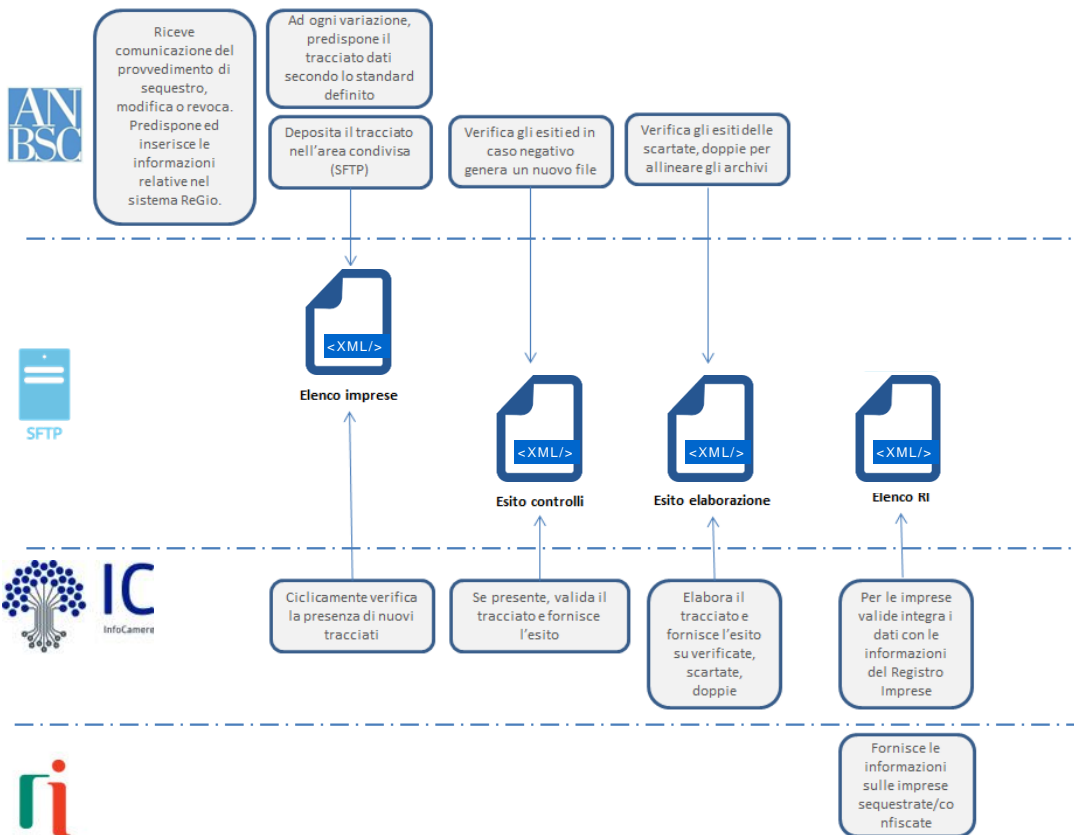 AN
BSC
Riceve
comunicazione del
provvedimento di
sequestro,
modifica o revoca.
Predispone ed
inserisce le
informazioni
relative nel
sistema ReGio.
Ad ogni variazione,
predispone il
tracciato dati
secondo lo standard
definito
Deposita il tracciato
nell'area condivisa
(SFTP)
Verifica gli esiti ed in
caso negativo
genera un nuovo file
Verifica gli esiti delle
scartate, doppie per
allineare gli archivi
SFTP
<XML/>
Elenco imprese
<XML/>
Esito controlli
<XML/>
Esito elaborazione
<XML/>
Elenco RI
IC
InfoCamere
Ciclicamente verifica
la presenza di nuovi
tracciati
Se presente, valida il
tracciato e fornisce
l'esito
Elabora il
tracciato e
fornisce l'esito
su verificate,
scartate,
doppie
Per le imprese
valide integra i
dati con le
informazioni
del Registro
Imprese
ri
Fornisce le
informazioni
sulle imprese
sequestrate/co
nfiscate